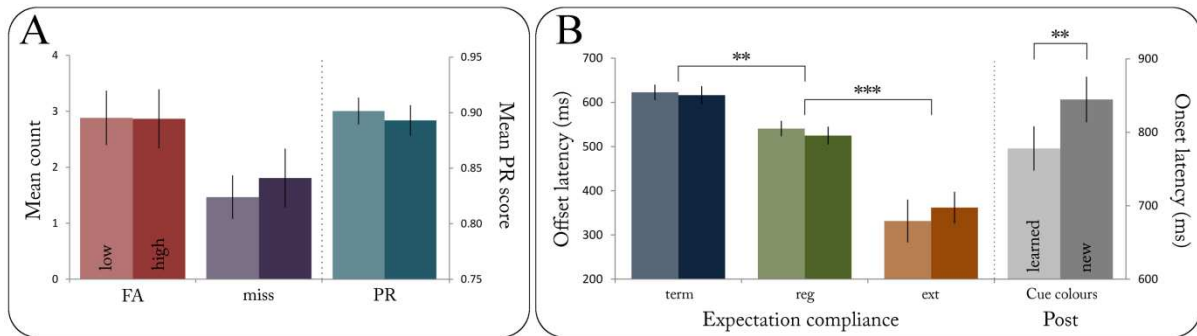 A
B
4
3
2
1
0
Mean count
low
high
FA
miss
PR
0.95
0.90
0.85
0.80
0.75
Mean PR score
700
600
500
400
300
200
Offset latency (ms)
**
***
**
term
reg
ext
Expectation compliance
learned
new
Cue colours
Post
900
800
700
600
Onset latency
(ms)